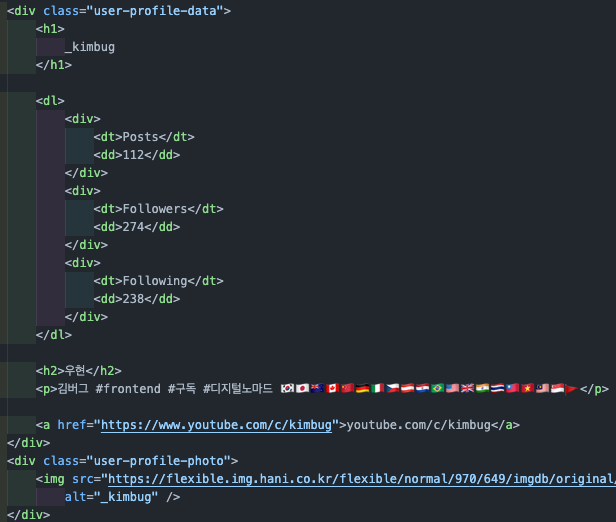 <div class="user-profile-data">
<h1>
_kimbug
</h1>
<dl>
<div>
<dt>Posts</dt>
<dd>112</dd>
</div>
<div>
<dt>Followers</dt>
<dd>274</dd>
</div>
<div>
<dt>Following</dt>
<dd>238</dd>
</div>
</dl>
<h2>우현</h2>
<p>김버그 #frontend #구독 #디지털노마드 </p>
<a href="https://www.youtube.com/c/kimbug">youtube.com/c/kimbug</a>
</div>
<div class="user-profile-photo">
<img src="https://flexible.img.hani.co.kr/flexible/normal/970/649/imgdb/original/
alt="_kimbug" />
</div>